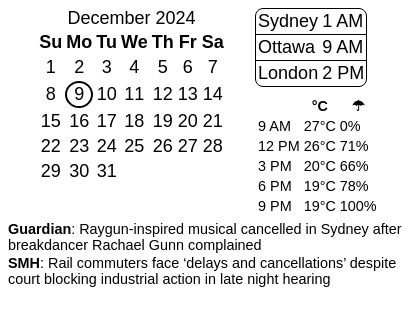 December 2024
Su Mo Tu We Th Fr Sa
1 2 3 4 5 6 7
8 9 10 11 12 13 14
15 16 17 18 19 20 21
22 23 24 25 26 27 28
29 30 31
Sydney 1 AM
Ottawa 9 AM
London 2 PM
°C ☂
9 AM 27°C 0%
12 PM 26°C 71%
3 PM 20°C 66%
6 PM 19°C 78%
9 PM 19°C 100%
Guardian: Raygun-inspired musical cancelled in Sydney after
breakdancer Rachael Gunn complained
SMH: Rail commuters face ‘delays and cancellations’ despite
court blocking industrial action in late night hearing